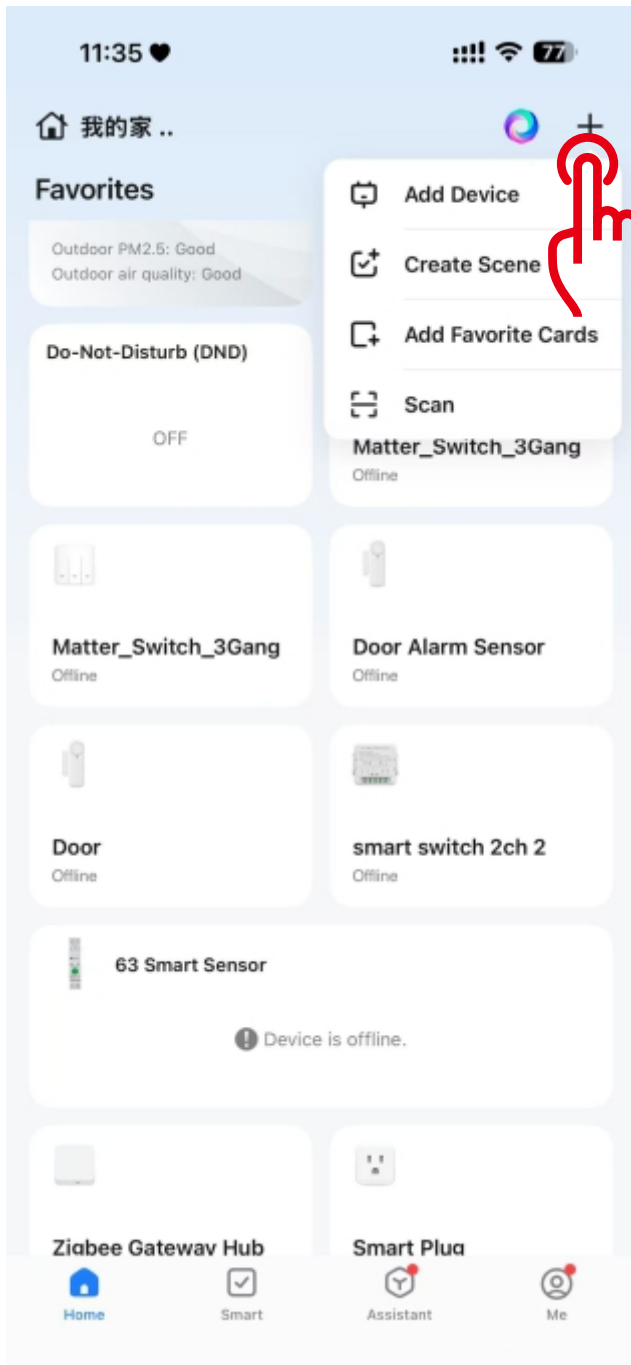 11:35
77
我的家 ..
Favorites
Add Device
Create Scene
Add Favorite Cards
Scan
Outdoor PM2.5: Good
Outdoor air quality: Good
Do-Not-Disturb (DND)
OFF
Matter_Switch_3Gang
Offline
Matter_Switch_3Gang
Offline
Door Alarm Sensor
Offline
Door
Offline
smart switch 2ch 2
Offline
63 Smart Sensor
Device is offline.
Zigbee Gateway Hub
Smart Plug
Home
Smart
Assistant
Me